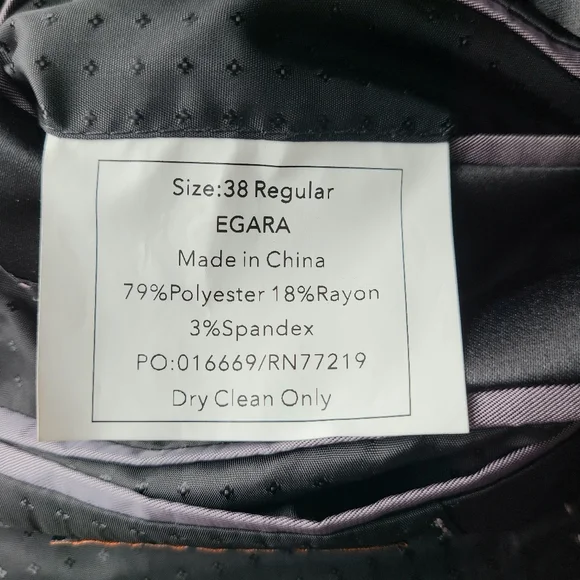 Size:38 Regular
EGARA
Made in China
79%Polyester 18%Rayon
3%Spandex
PO:016669/RN77219
Dry Clean Only